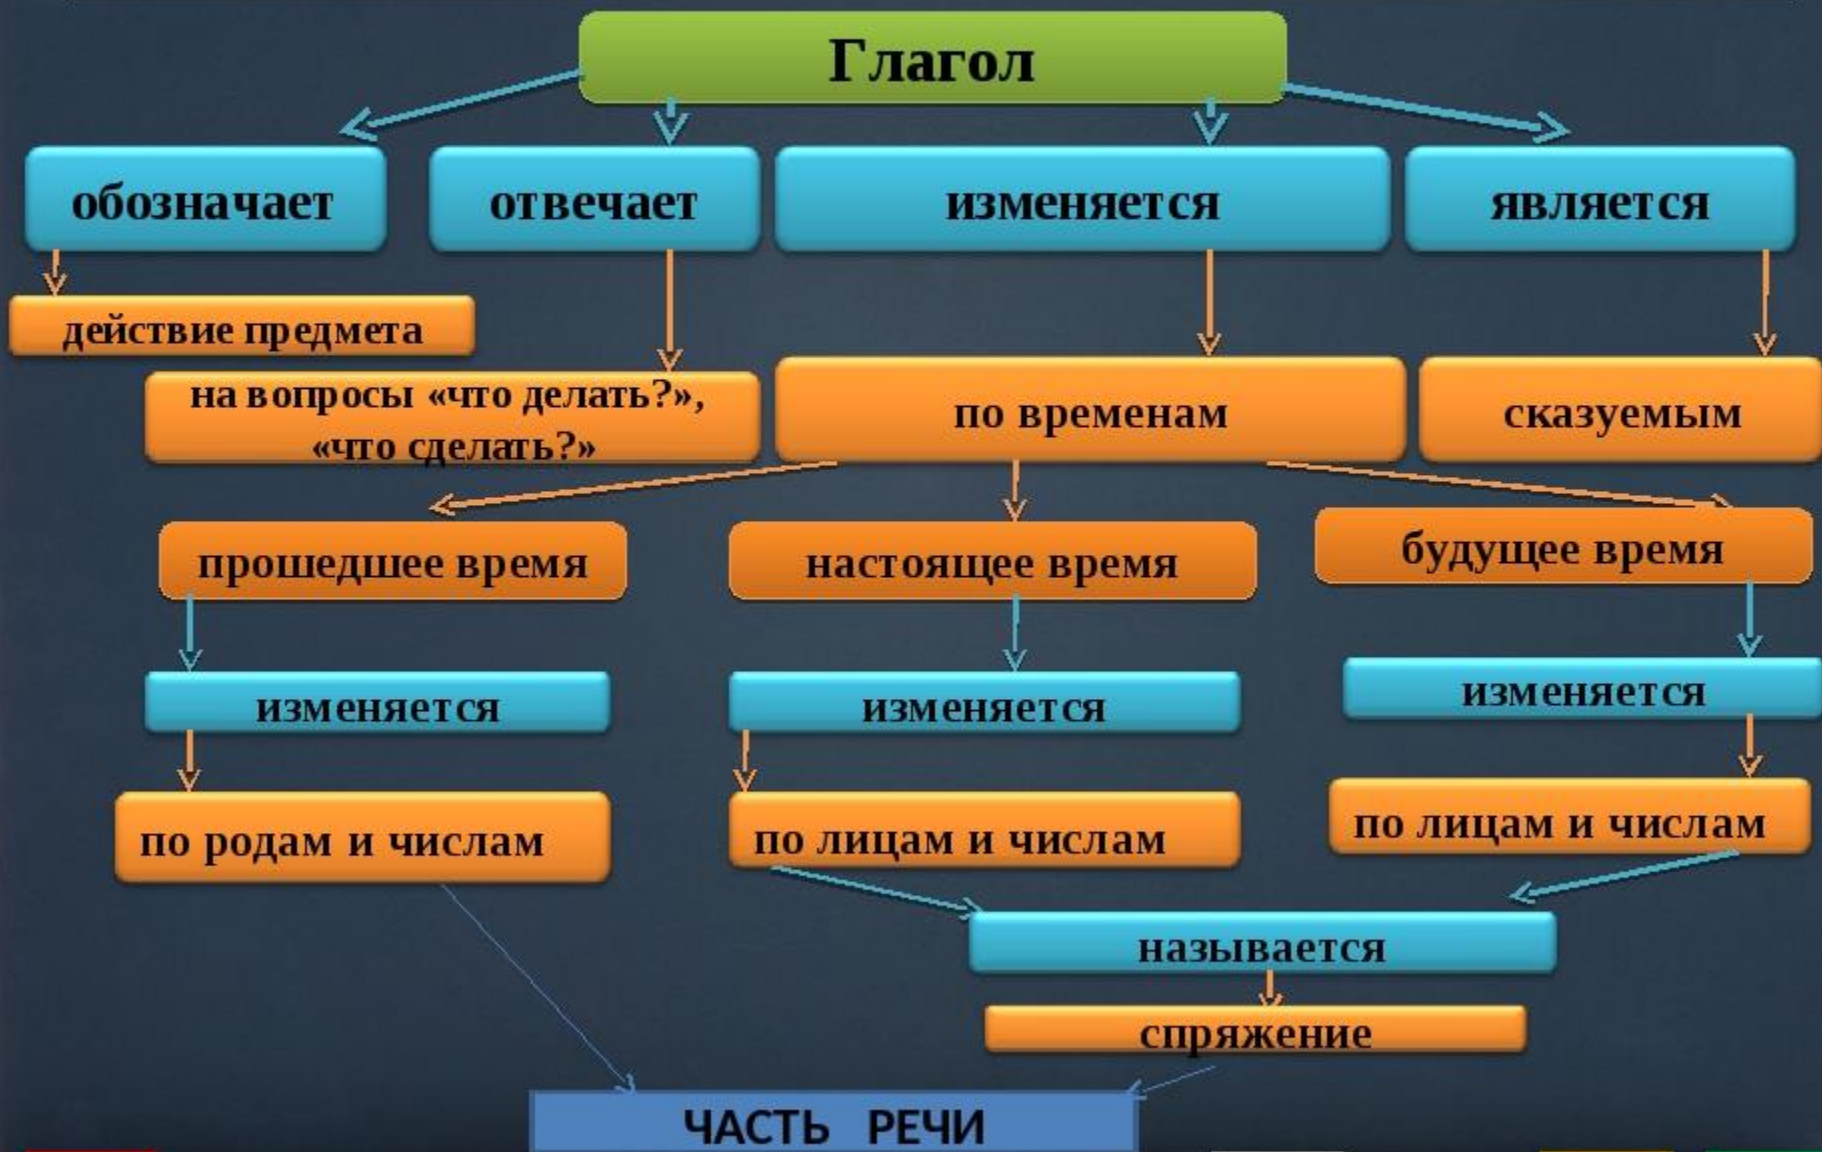 Глагол
обозначает
отвечает
изменяется
является
действие предмета
на вопросы «что делать?»,
«что сделать?»
по временам
сказуемым
прошедшее время
настоящее время
будущее время
изменяется
изменяется
изменяется
по родам и числам
по лицам и числам
по лицам и числам
называется
спряжение
ЧАСТЬ РЕЧИ